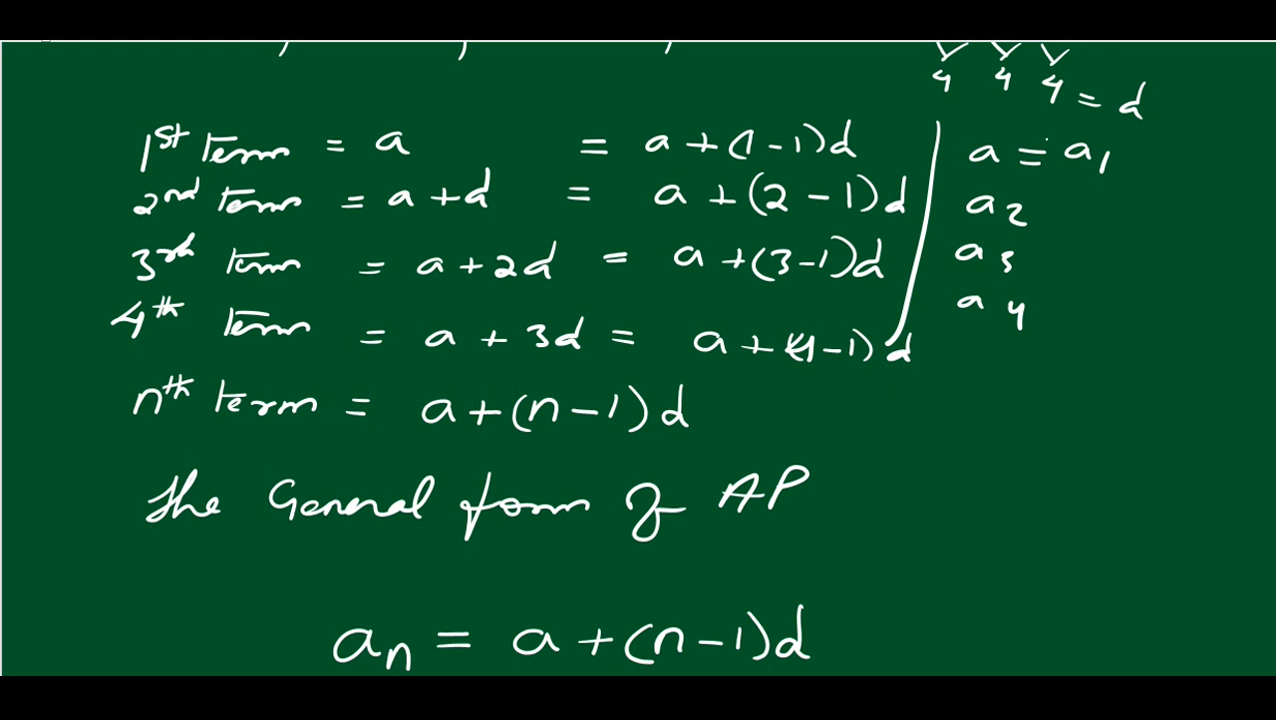 4 4 4 = d
1st term = a = a + (1 - 1)d a = a1
2nd term = a + d = a + (2 - 1)d a2
3rh term = a + 2d = a + (3 - 1)d a3
4th term = a + 3d = a + (4 - 1)d a4
nth term = a + (n - 1)d
The General form of AP
an = a + (n - 1)d